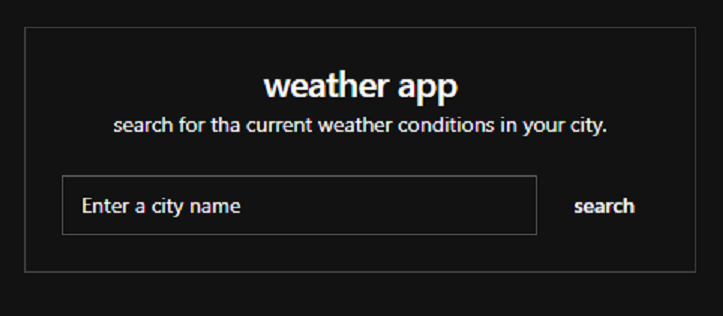 weather app
search for tha current weather conditions in your city.
Enter a city name
search